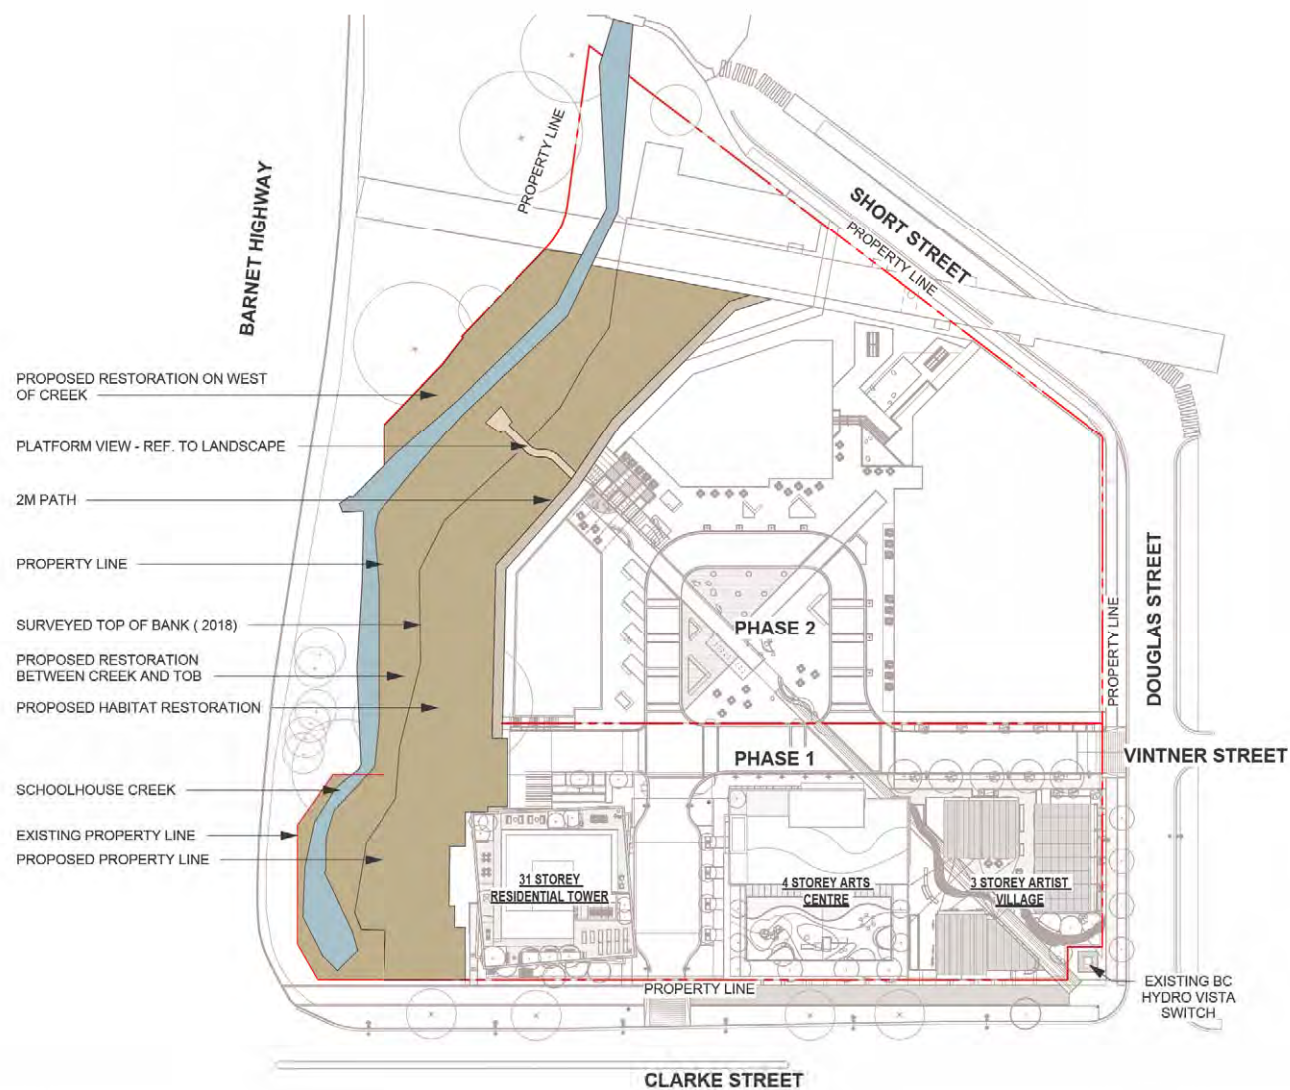 BARNET HIGHWAY
PROPERTY LINE
SHORT STREET
PROPERTY LINE
PROPOSED RESTORATION ON WEST
OF CREEK
PLATFORM VIEW - REF. TO LANDSCAPE
2M PATH
PROPERTY LINE
SURVEYED TOP OF BANK ( 2018)
PROPOSED RESTORATION
BETWEEN CREEK AND TOB
PROPOSED HABITAT RESTORATION
SCHOOLHOUSE CREEK
EXISTING PROPERTY LINE
PROPOSED PROPERTY LINE
PHASE 2
PHASE 1
PROPERTY LINE
DOUGLAS STREET
VINTNER STREET
31 STOREY
RESIDENTIAL TOWER
4 STOREY ARTS
CENTRE
3 STOREY ARTIST
VILLAGE
PROPERTY LINE
EXISTING BC
HYDRO VISTA
SWITCH
CLARKE STREET